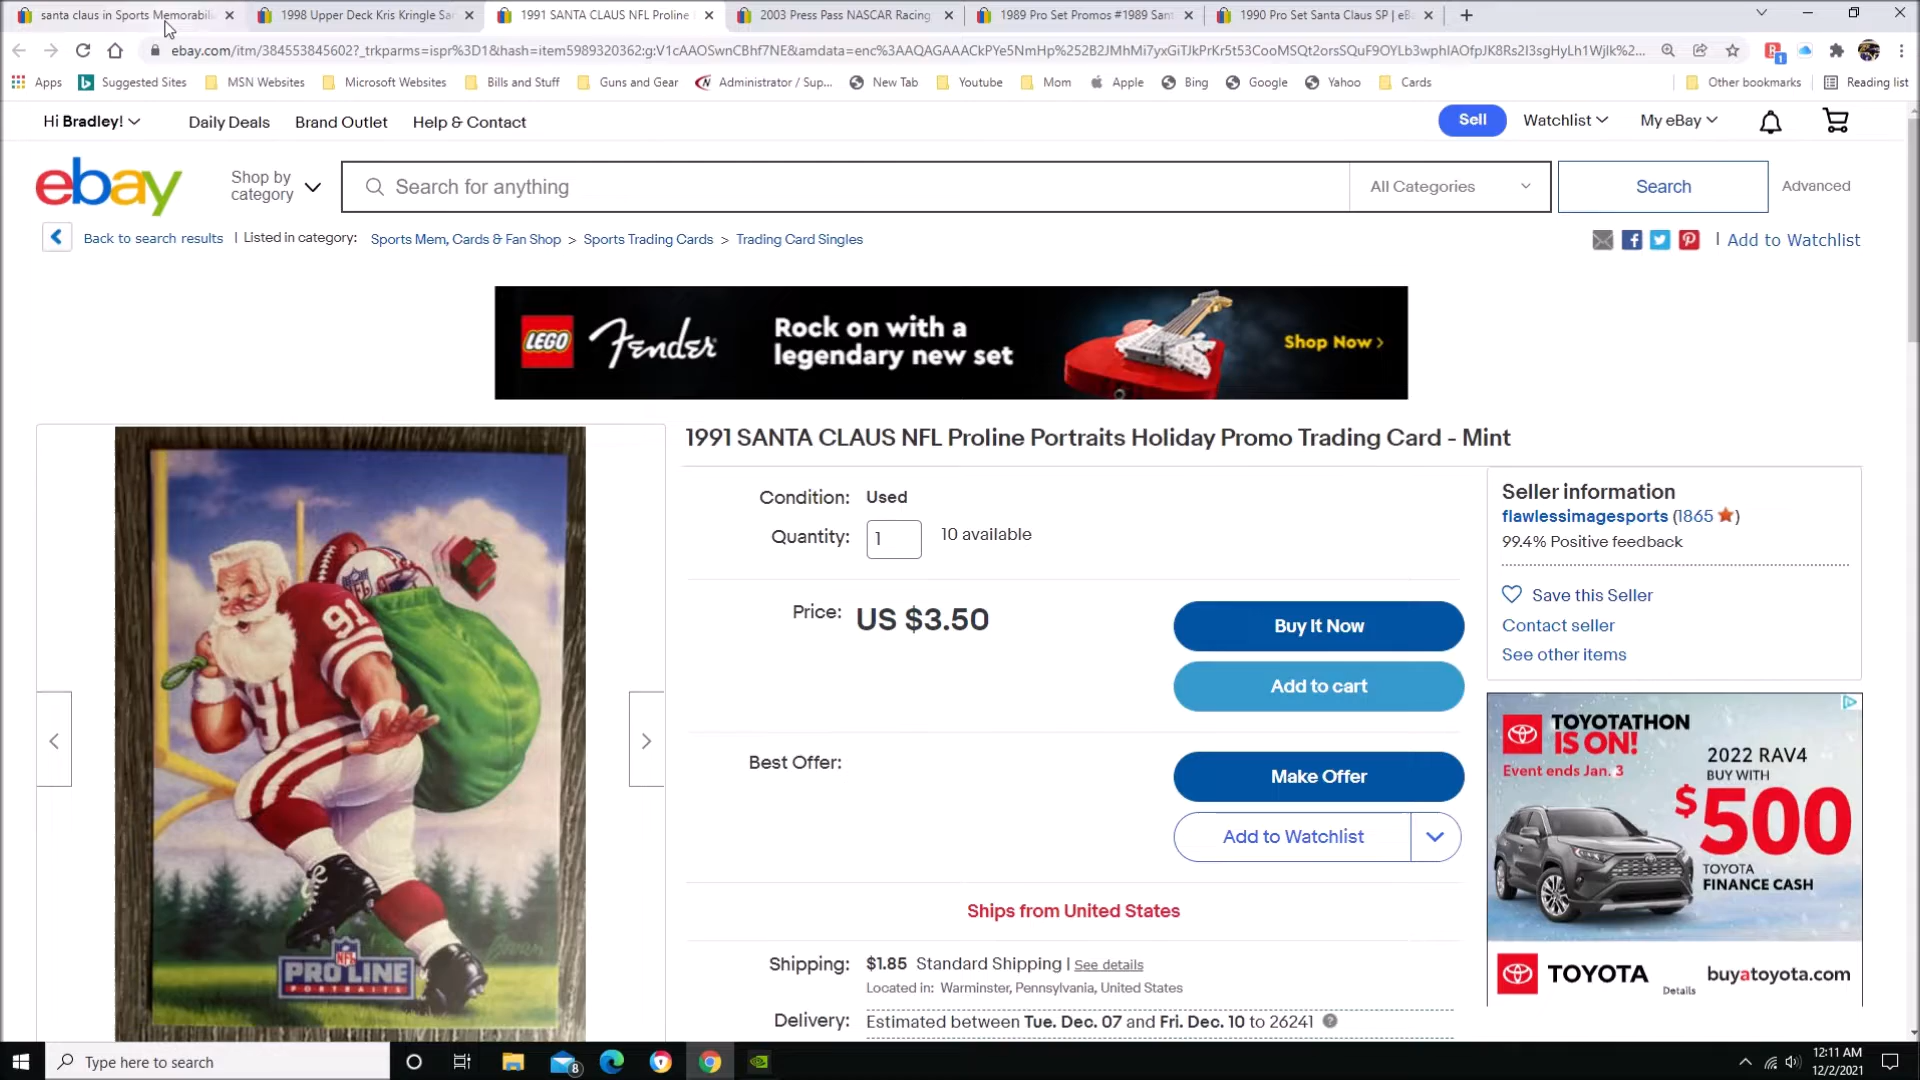 santa claus in Sports Memorabili
1998 Upper Deck Kris Kringle Sa
1991 SANTA CLAUS NFL Proline
2003 Press Pass NASCAR Racing
1989 Pro Set Promos #1989 Sant
1990 Pro Set Santa Claus SP | eB
Apps Suggested Sites MSN Websites Microsoft Websites Bills and Stuff Guns and Gear Administrator / Sup... New Tab Youtube Mom Apple Bing Google Yahoo Cards Other bookmarks Reading list
Hi Bradley! Daily Deals Brand Outlet Help & Contact Sell Watchlist My eBay
ebay Shop by category Search for anything All Categories Search Advanced
Back to search results | Listed in category: Sports Mem, Cards & Fan Shop > Sports Trading Cards > Trading Card Singles | Add to Watchlist
LEGO Fender Rock on with a
legendary new set
Shop Now >
1991 SANTA CLAUS NFL Proline Portraits Holiday Promo Trading Card - Mint
Condition: Used
Quantity: 1 10 available
Price: US $3.50
Buy It Now
Add to cart
Best Offer:
Make Offer
Add to Watchlist
Ships from United States
Shipping: $1.85 Standard Shipping | See details
Located in: Warminster, Pennsylvania, United States
Delivery: Estimated between Tue. Dec. 07 and Fri. Dec. 10 to 26241
Seller information
flawlessimagesports (1865)
99.4% Positive feedback
Save this Seller
Contact seller
See other items
TOYOTATHON
IS ON!
Event ends Jan. 3
2022 RAV4
BUY WITH
$500
TOYOTA
FINANCE CASH
TOYOTA
Details
buyatoyota.com
91
91
NFL
NFL
PRO LINE
PORTRAITS
Type here to search
8
12:11 AM
12/2/2021